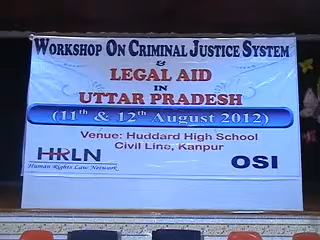 WORKSHOP ON CRIMINAL JUSTICE SYSTEM
&
LEGAL AID
IN
UTTAR PRADESH
(11th & 12th August 2012)
Venue: Huddard High School
Civil Line, Kanpur
HRLN
Human Rights Law Network
OSI